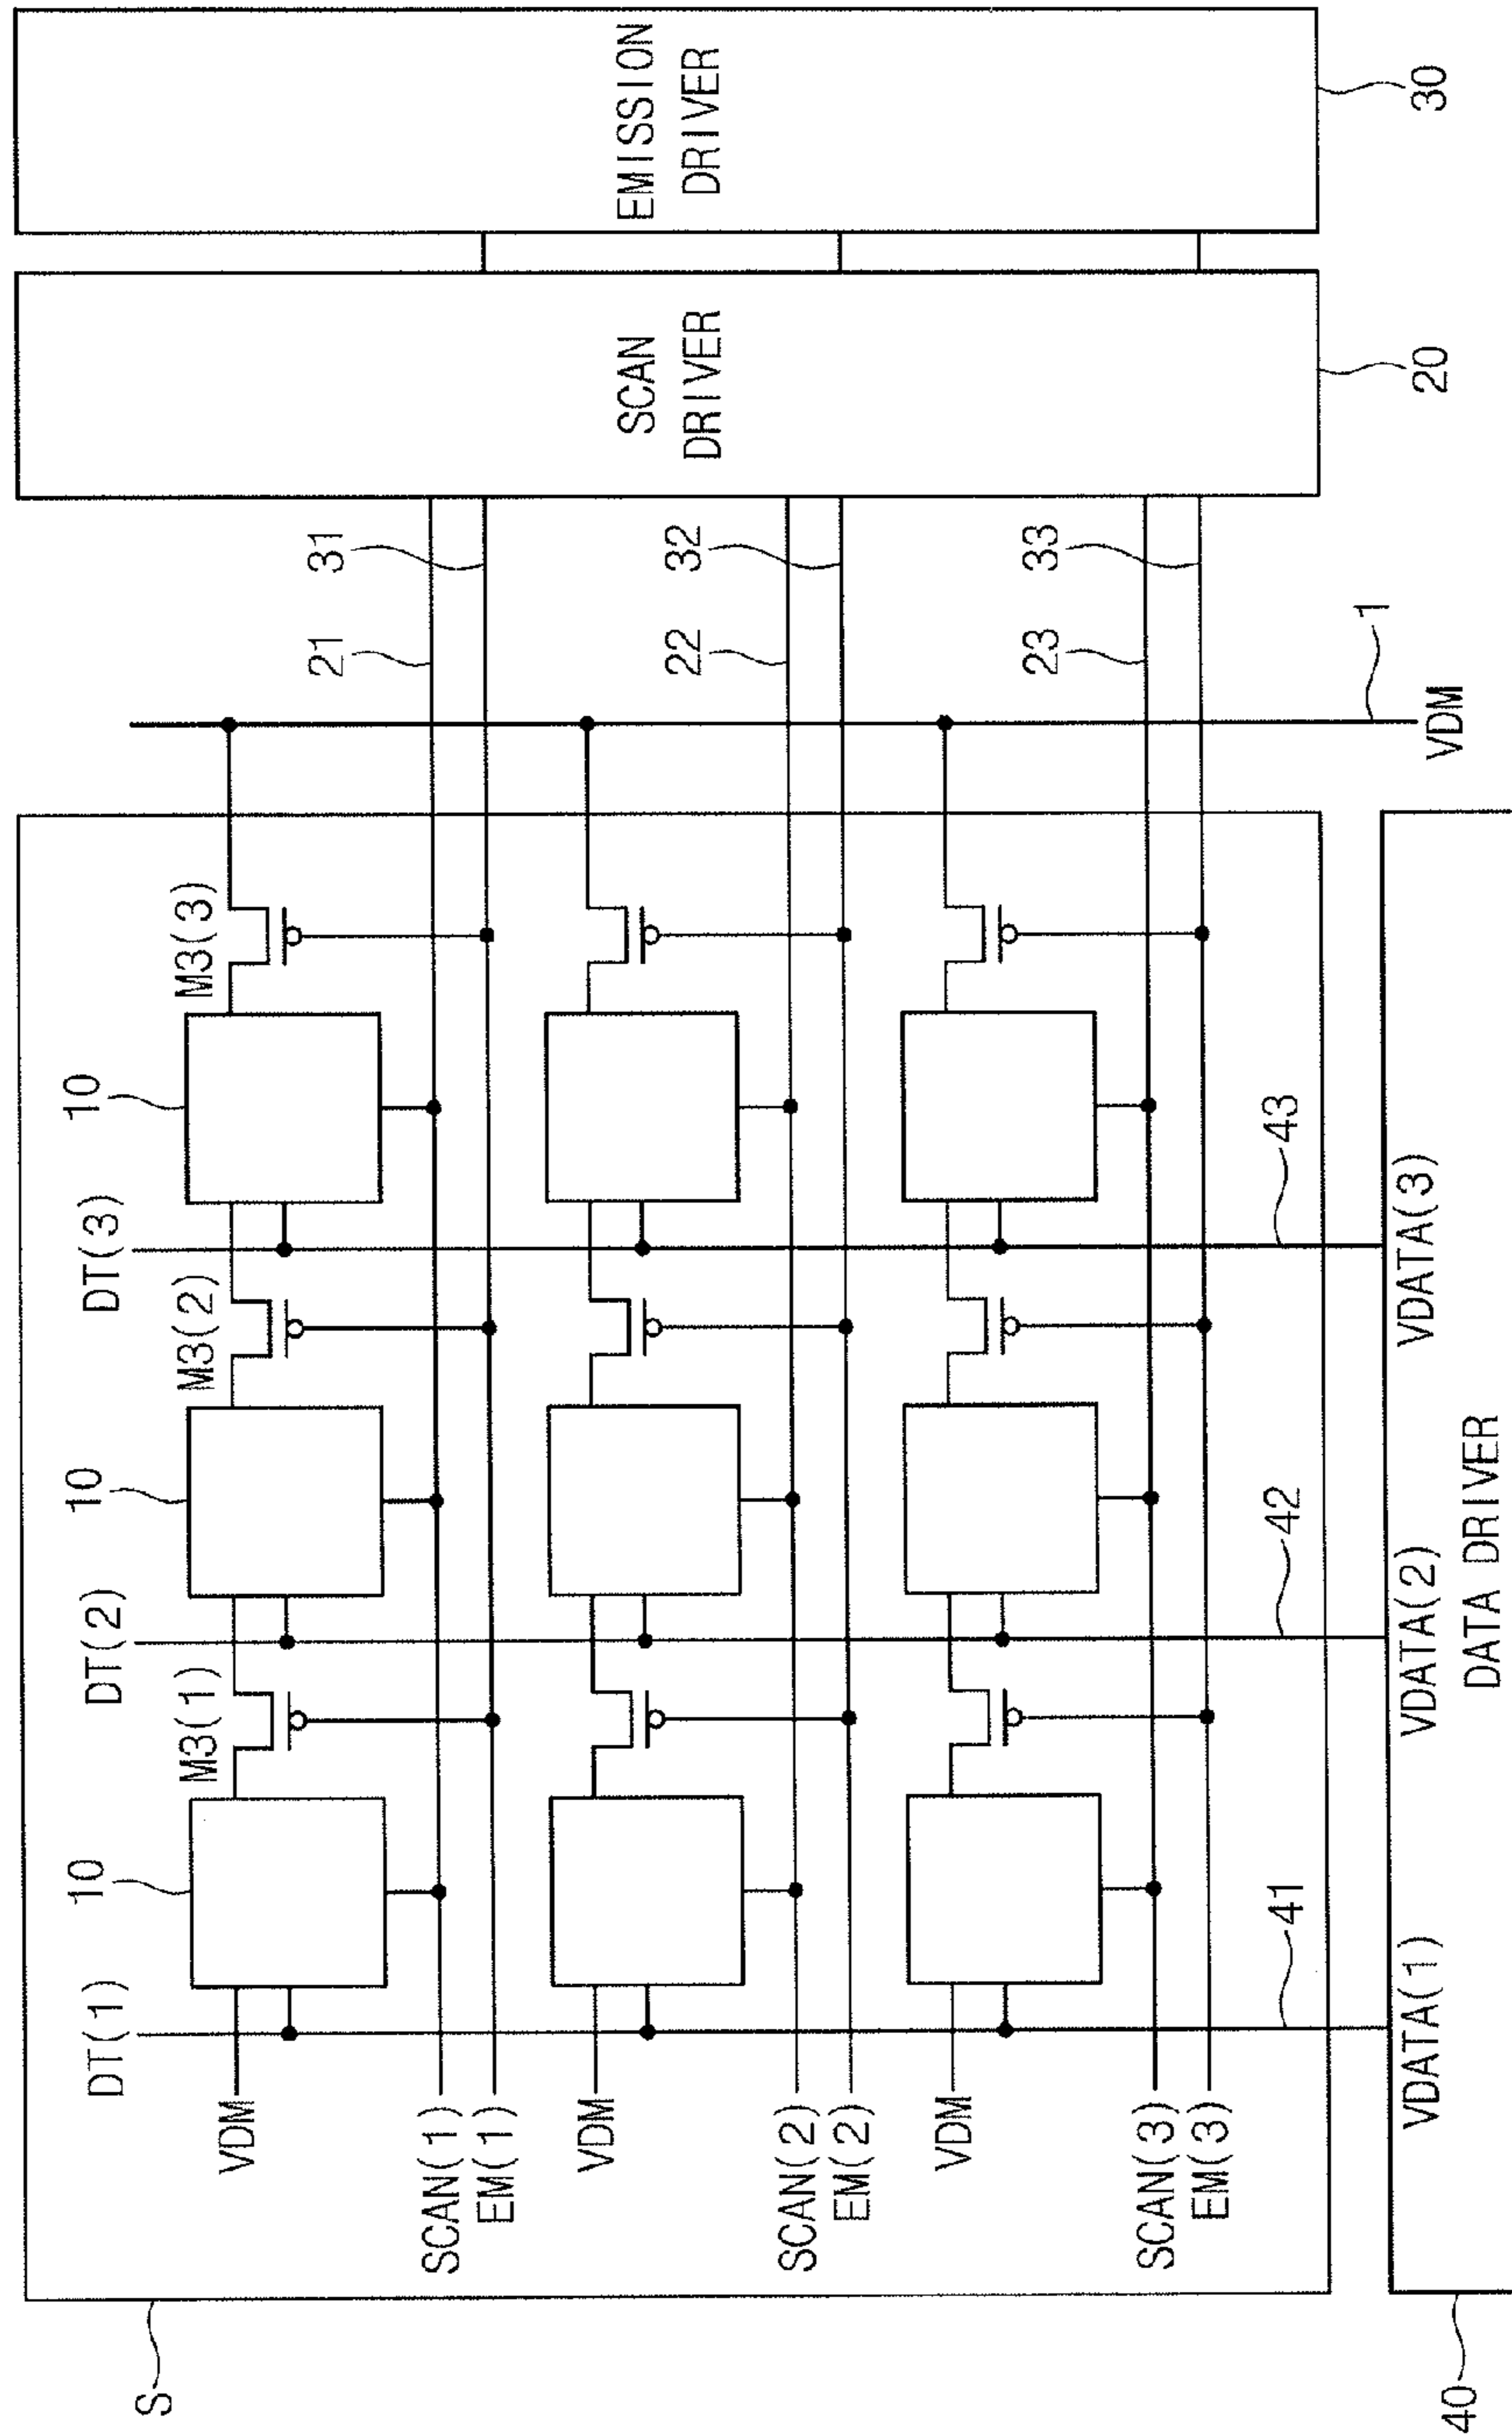 S
DT(1)
10
DT(2)
10
DT(3)
10
M3(1)
M3(2)
M3(3)
VDM
21
31
SCAN(1)
EM(1)
VDM
22
32
SCAN(2)
EM(2)
VDM
23
33
SCAN(3)
EM(3)
41
42
43
1
VDM
VDATA(1)
VDATA(2)
VDATA(3)
DATA DRIVER
40
SCAN
DRIVER
20
EMISSION
DRIVER
30